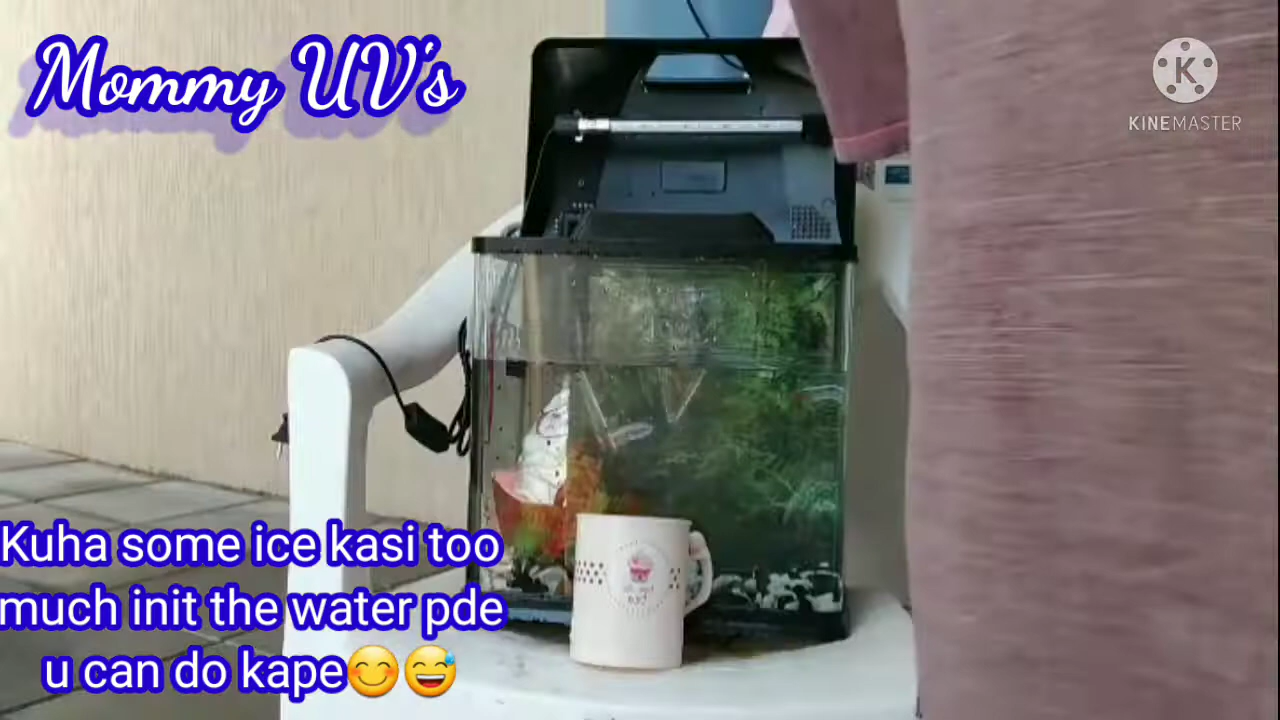 Mommy UV's
KINEMASTER
Kuha some ice kasi too
much init the water pde
u can do kape😊😅